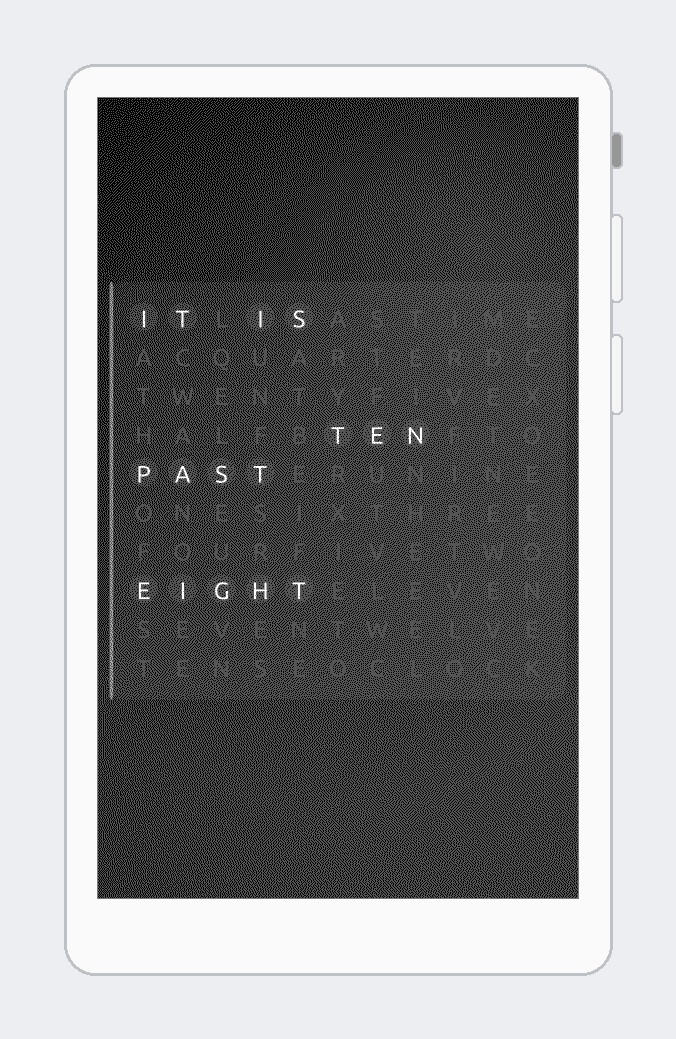 IT L IS ASTIME
ACQUARTERDC
TWENTYFIVEX
HALFBTENFTO
PASTERUNINE
ONESIXTHREE
FOURFIVETWO
EIGHTELEVEN
SEVENTWELVE
TENSEOCLOCK